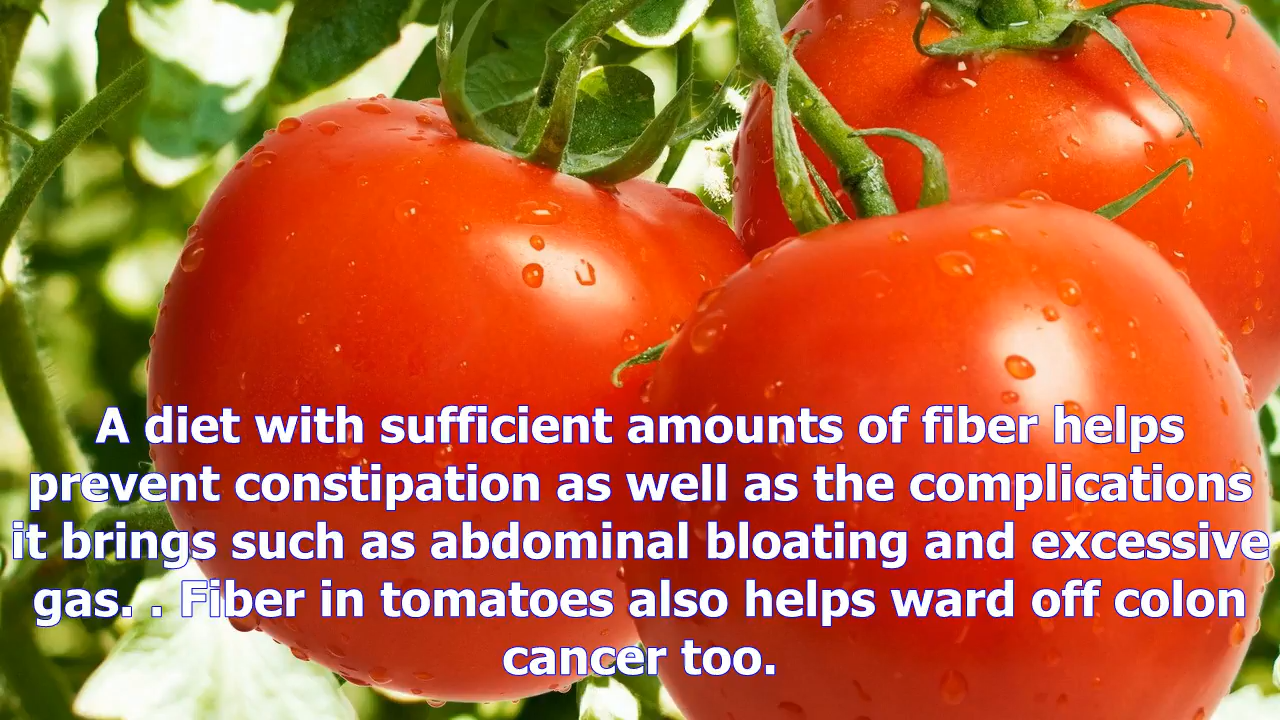 A diet with sufficient amounts of fiber helps
prevent constipation as well as the complications
it brings such as abdominal bloating and excessive
gas. . Fiber in tomatoes also helps ward off colon
cancer too.